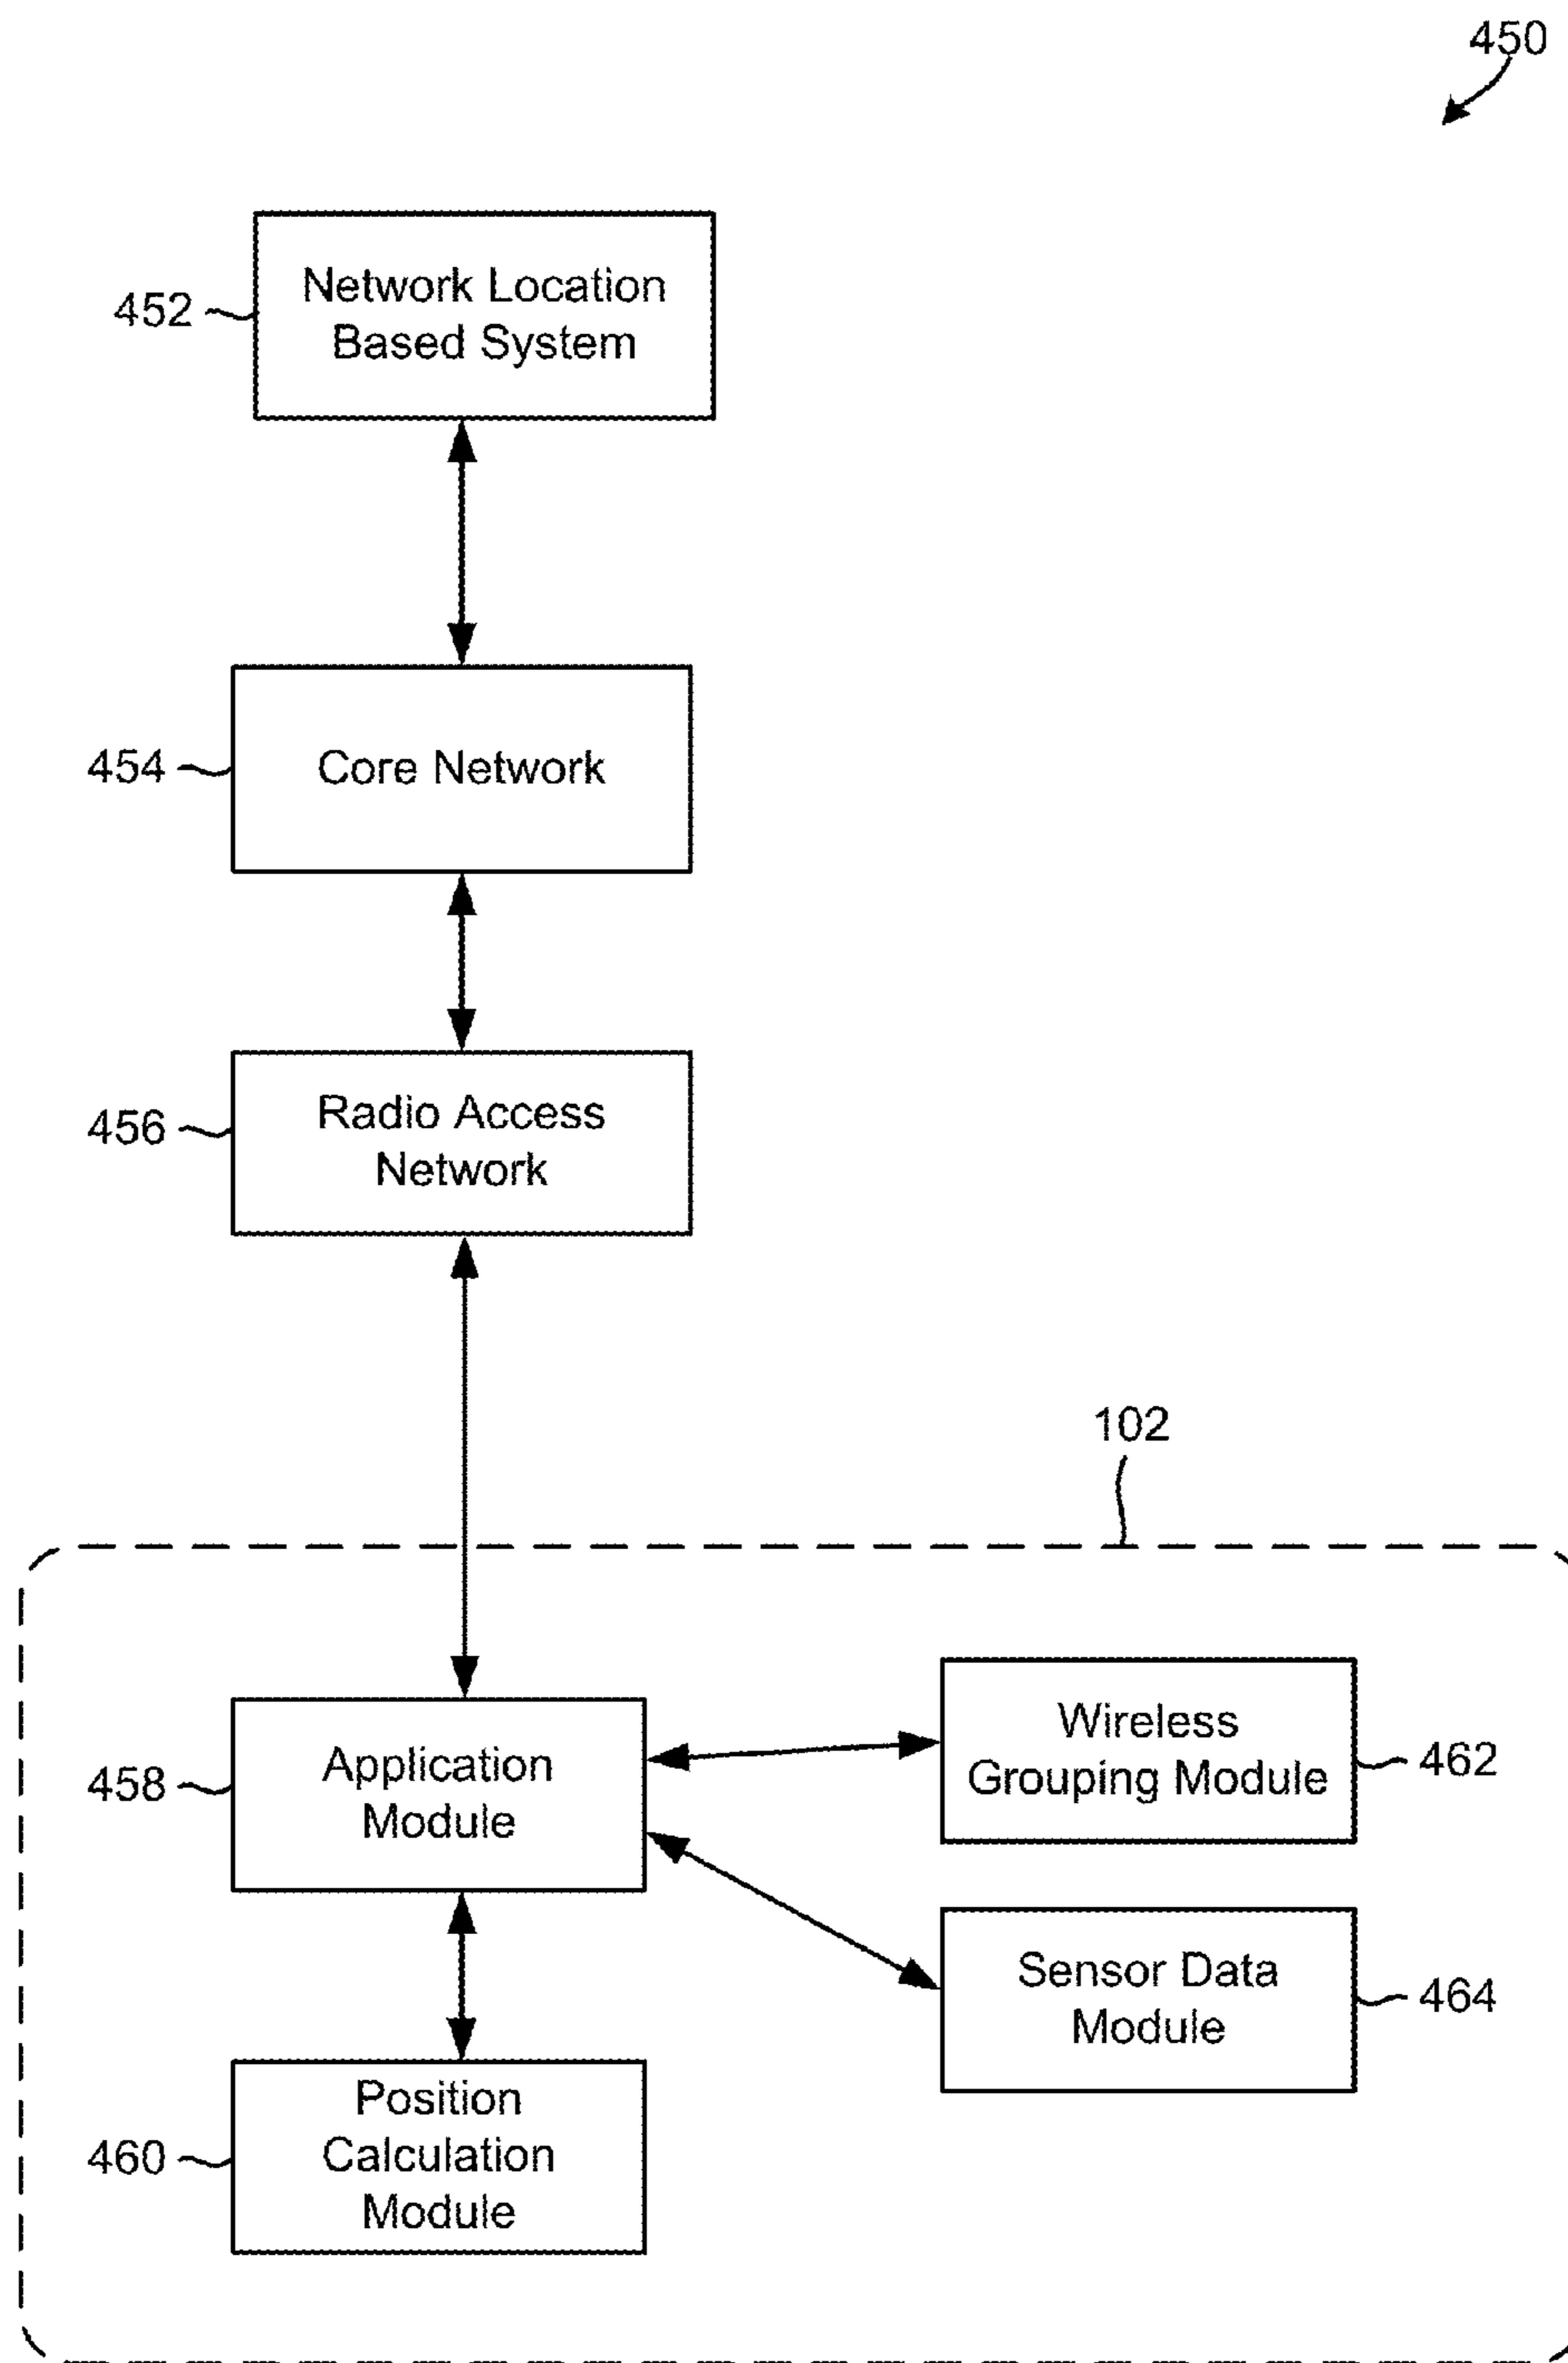 450
Network Location
Based System
452
Core Network
454
Radio Access
Network
456
102
Application
Module
458
Wireless
Grouping Module
462
Sensor Data
Module
464
Position
Calculation
Module
460